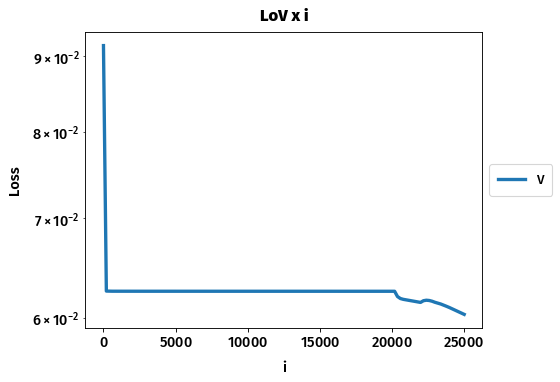 LoV x i
Loss
9 × 10⁻²
8 × 10⁻²
7 × 10⁻²
6 × 10⁻²
0 5000 10000 15000 20000 25000
i
V